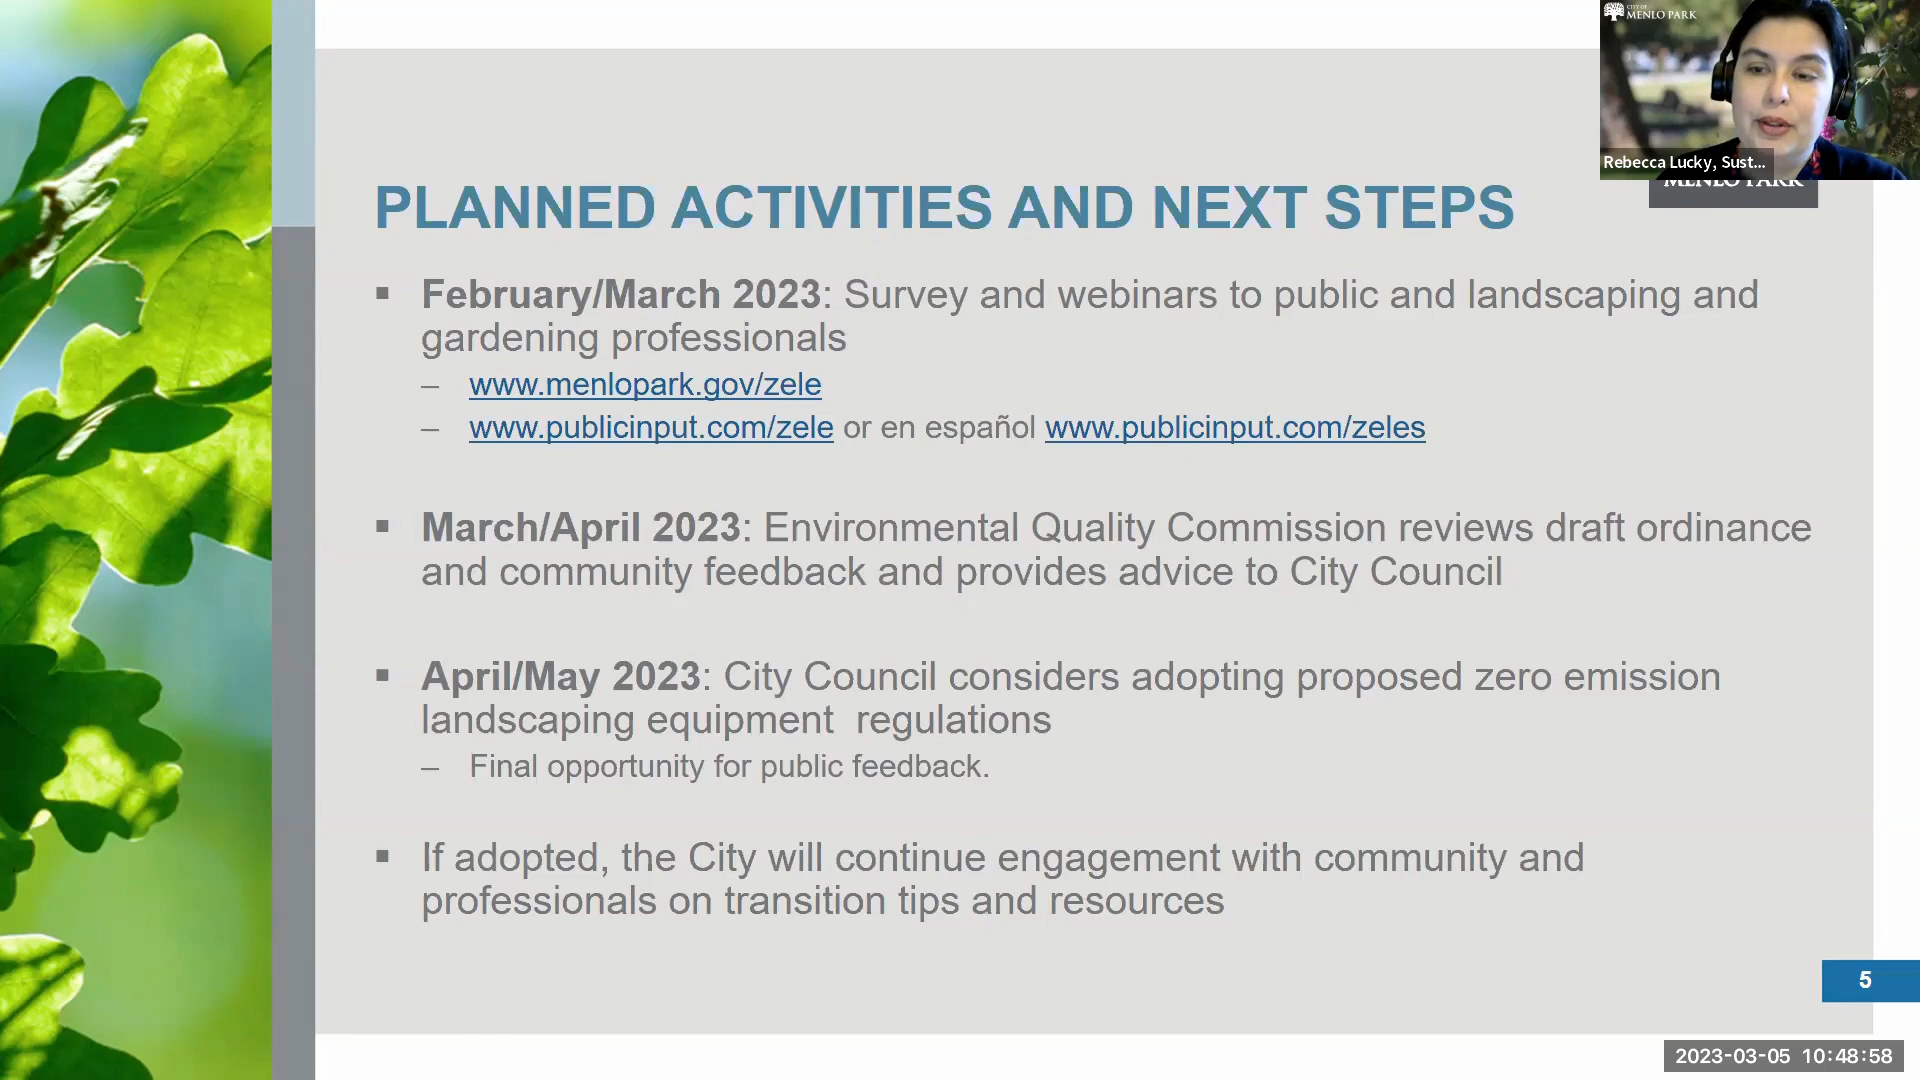 CITY OF
MENLO PARK
Rebecca Lucky, Sust...
MENLO PARK
PLANNED ACTIVITIES AND NEXT STEPS
▪ February/March 2023: Survey and webinars to public and landscaping and
gardening professionals
– www.menlopark.gov/zele
– www.publicinput.com/zele or en español www.publicinput.com/zeles
▪ March/April 2023: Environmental Quality Commission reviews draft ordinance
and community feedback and provides advice to City Council
▪ April/May 2023: City Council considers adopting proposed zero emission
landscaping equipment  regulations
– Final opportunity for public feedback.
▪ If adopted, the City will continue engagement with community and
professionals on transition tips and resources
5
2023-03-05 10:48:58